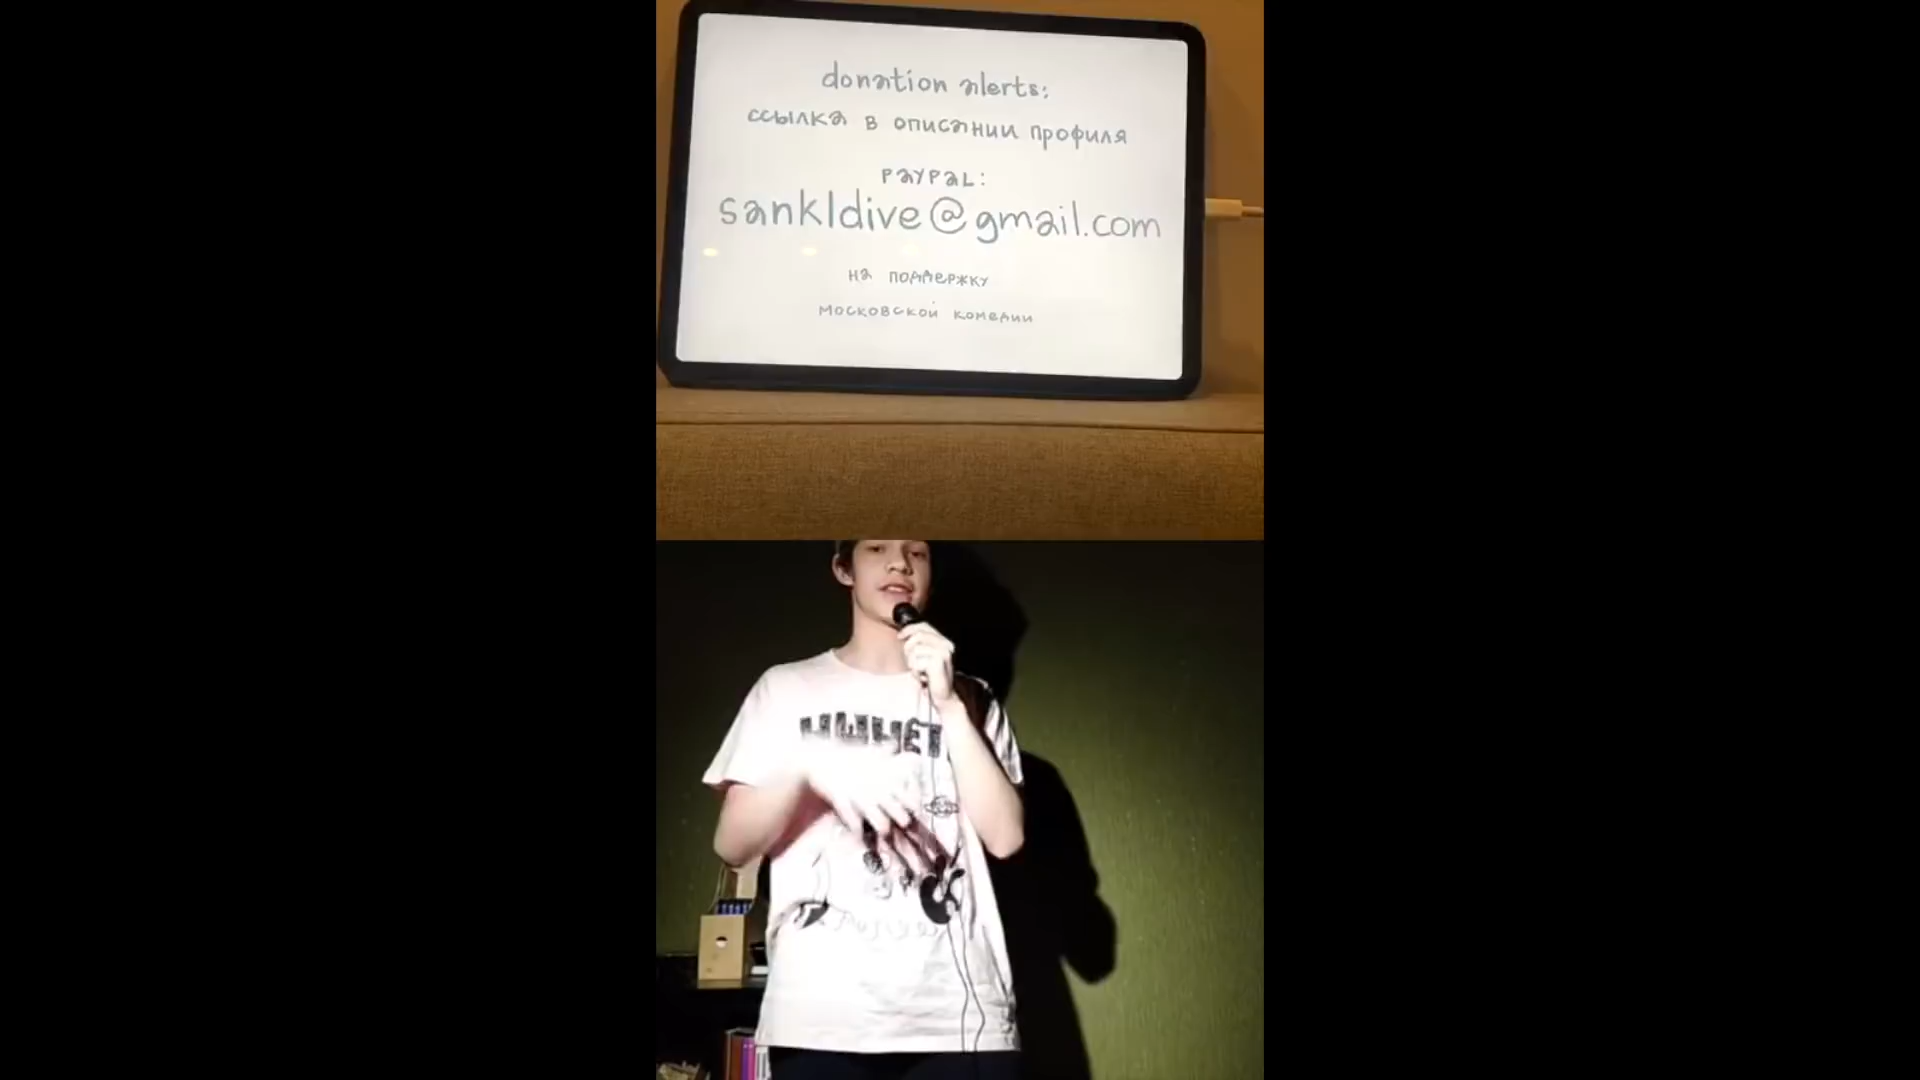 donation alerts:
ссылка в описании профиля
PAYPAL:
sankldive@gmail.com
на поддержку
московской комедии